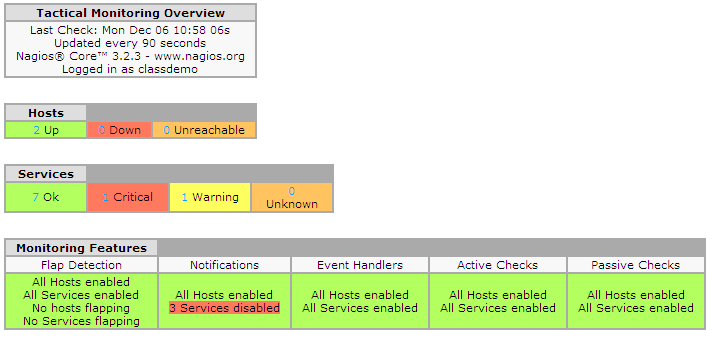 Tactical Monitoring Overview
Last Check: Mon Dec 06 10:58 06s
Updated every 90 seconds
Nagios® Core™ 3.2.3 - www.nagios.org
Logged in as classdemo
Hosts
2 Up
0 Down
0 Unreachable
Services
7 Ok
1 Critical
1 Warning
0
Unknown
Monitoring Features
Flap Detection
Notifications
Event Handlers
Active Checks
Passive Checks
All Hosts enabled
All Services enabled
No hosts flapping
No Services flapping
All Hosts enabled
3 Services disabled
All Hosts enabled
All Services enabled
All Hosts enabled
All Services enabled
All Hosts enabled
All Services enabled